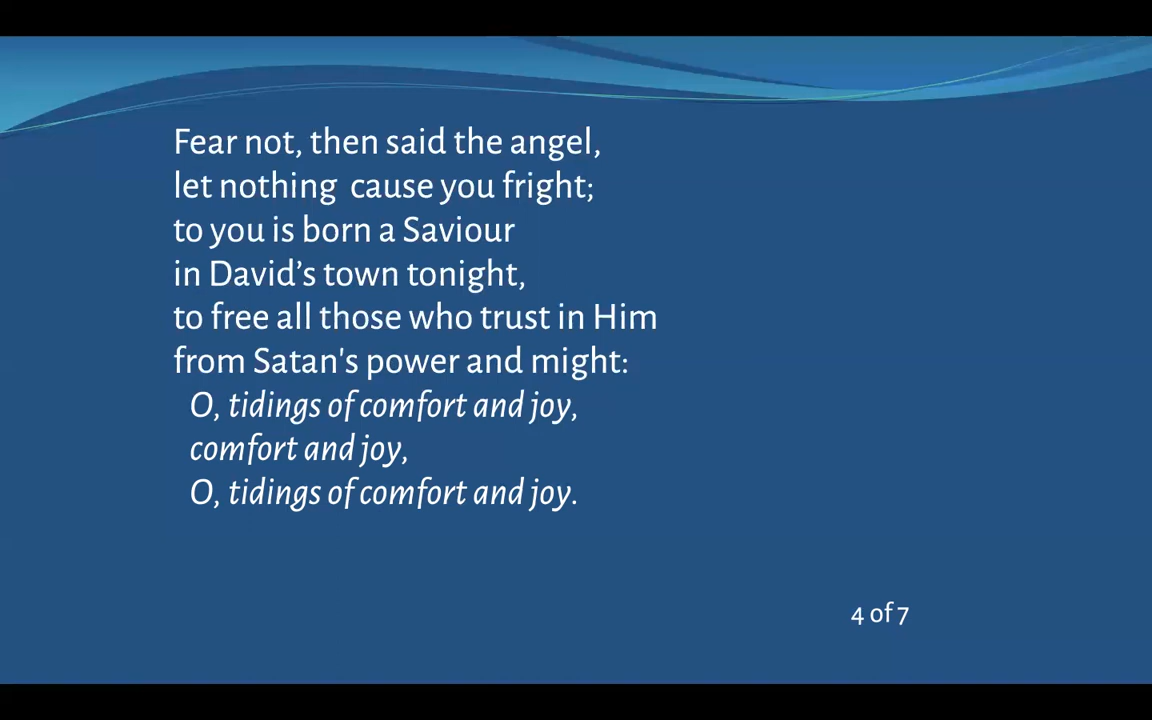 Fear not, then said the angel,
let nothing  cause you fright;
to you is born a Saviour
in David’s town tonight,
to free all those who trust in Him
from Satan's power and might:
O, tidings of comfort and joy,
comfort and joy,
O, tidings of comfort and joy.
4 of 7